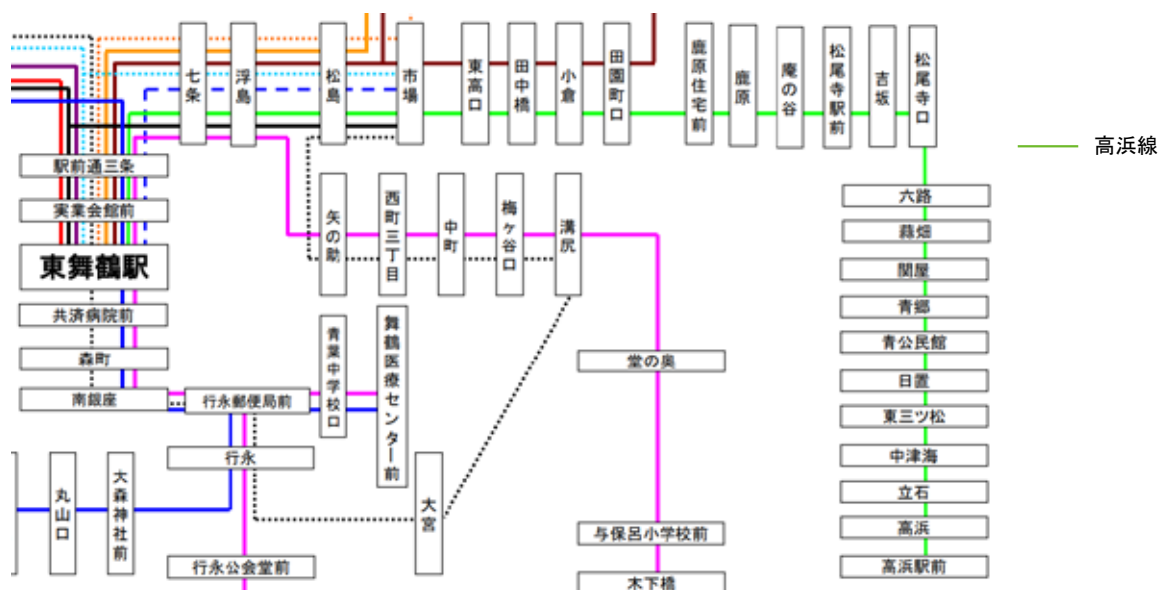 七条
浮島
松島
市場
東高口
田中橋
小倉
田園町口
鹿原住宅前
鹿原
庵の谷
松尾寺駅前
吉坂
松尾寺口
高浜線
駅前通三条
実業会館前
東舞鶴駅
共済病院前
森町
南銀座
矢の助
西町三丁目
中町
梅ヶ谷口
溝尻
六路
蒜畑
関屋
青郷
青公民館
日置
東三ツ松
中津海
立石
高浜
高浜駅前
青葉中学校口
舞鶴医療センター前
堂の奥
行永郵便局前
行永
丸山口
大森神社前
大宮
与保呂小学校前
行永公会堂前
木下橋